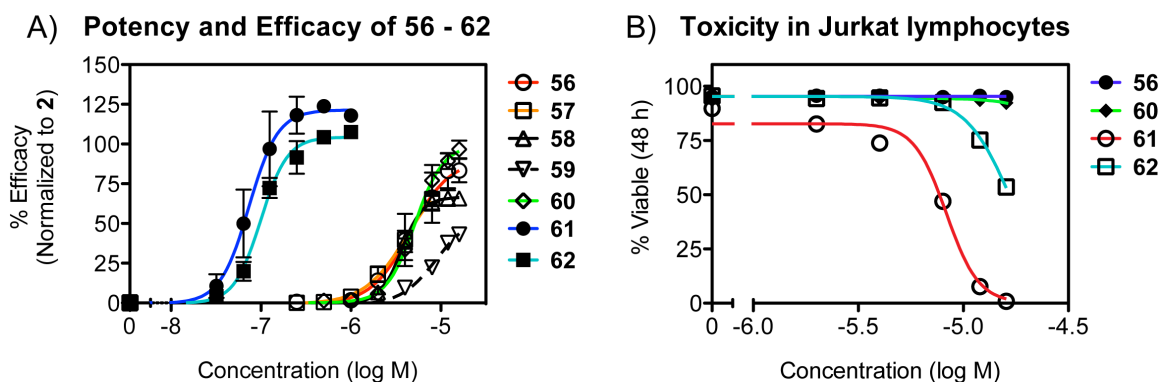 A) Potency and Efficacy of 56 - 62
% Efficacy
(Normalized to 2)
150
125
100
75
50
25
0
0 -8 -7 -6 -5
Concentration (log M)
56
57
58
59
60
61
62
B) Toxicity in Jurkat lymphocytes
% Viable (48 h)
100
75
50
25
0
0 -6.0 -5.5 -5.0 -4.5
Concentration (log M)
56
60
61
62